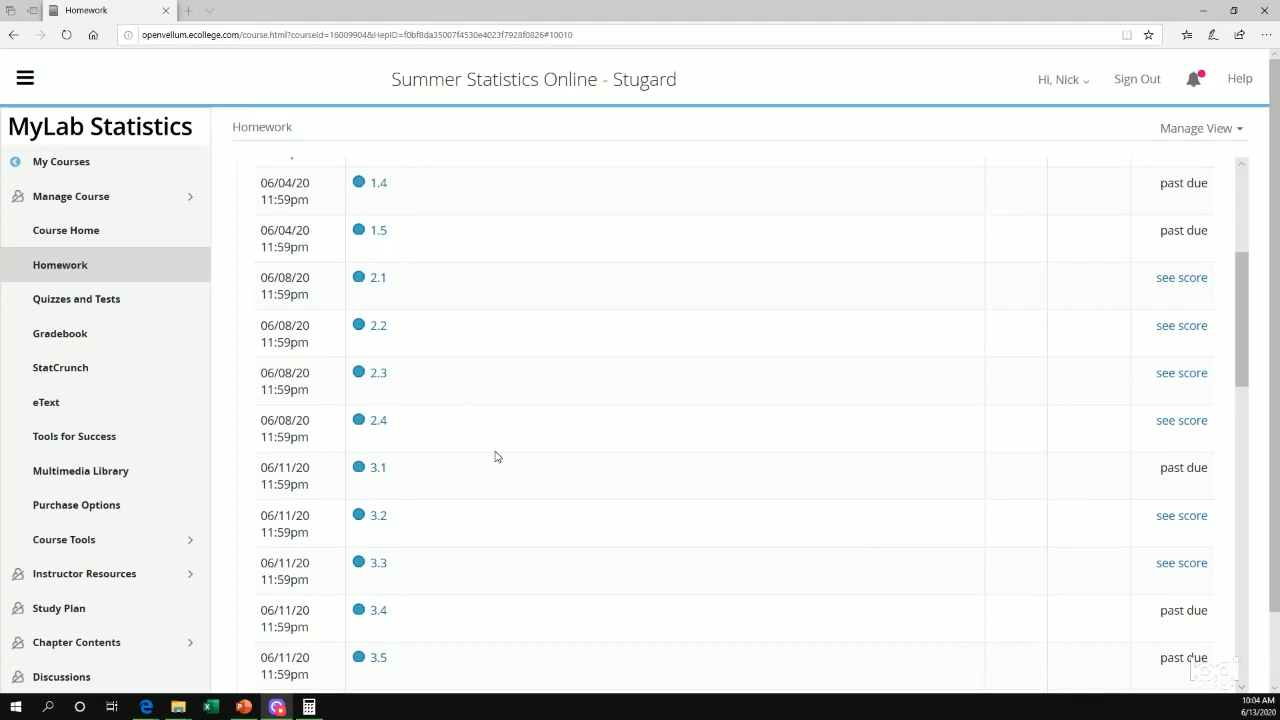 Homework
openvellum.ecollege.com/course.html?courseId=16009904&HepID=f0bf8da35007f4530e4023f7928f0826#10010
Summer Statistics Online - Stugard
Hi, Nick
Sign Out
Help
MyLab Statistics
My Courses
Manage Course
Course Home
Homework
Quizzes and Tests
Gradebook
StatCrunch
eText
Tools for Success
Multimedia Library
Purchase Options
Course Tools
Instructor Resources
Study Plan
Chapter Contents
Discussions
Homework
Manage View
06/04/20 1.4 past due
11:59pm
06/04/20 1.5 past due
11:59pm
06/08/20 2.1 see score
11:59pm
06/08/20 2.2 see score
11:59pm
06/08/20 2.3 see score
11:59pm
06/08/20 2.4 see score
11:59pm
06/11/20 3.1 past due
11:59pm
06/11/20 3.2 see score
11:59pm
06/11/20 3.3 see score
11:59pm
06/11/20 3.4 past due
11:59pm
06/11/20 3.5 past due
11:59pm
logi
10:04 AM
6/13/2020